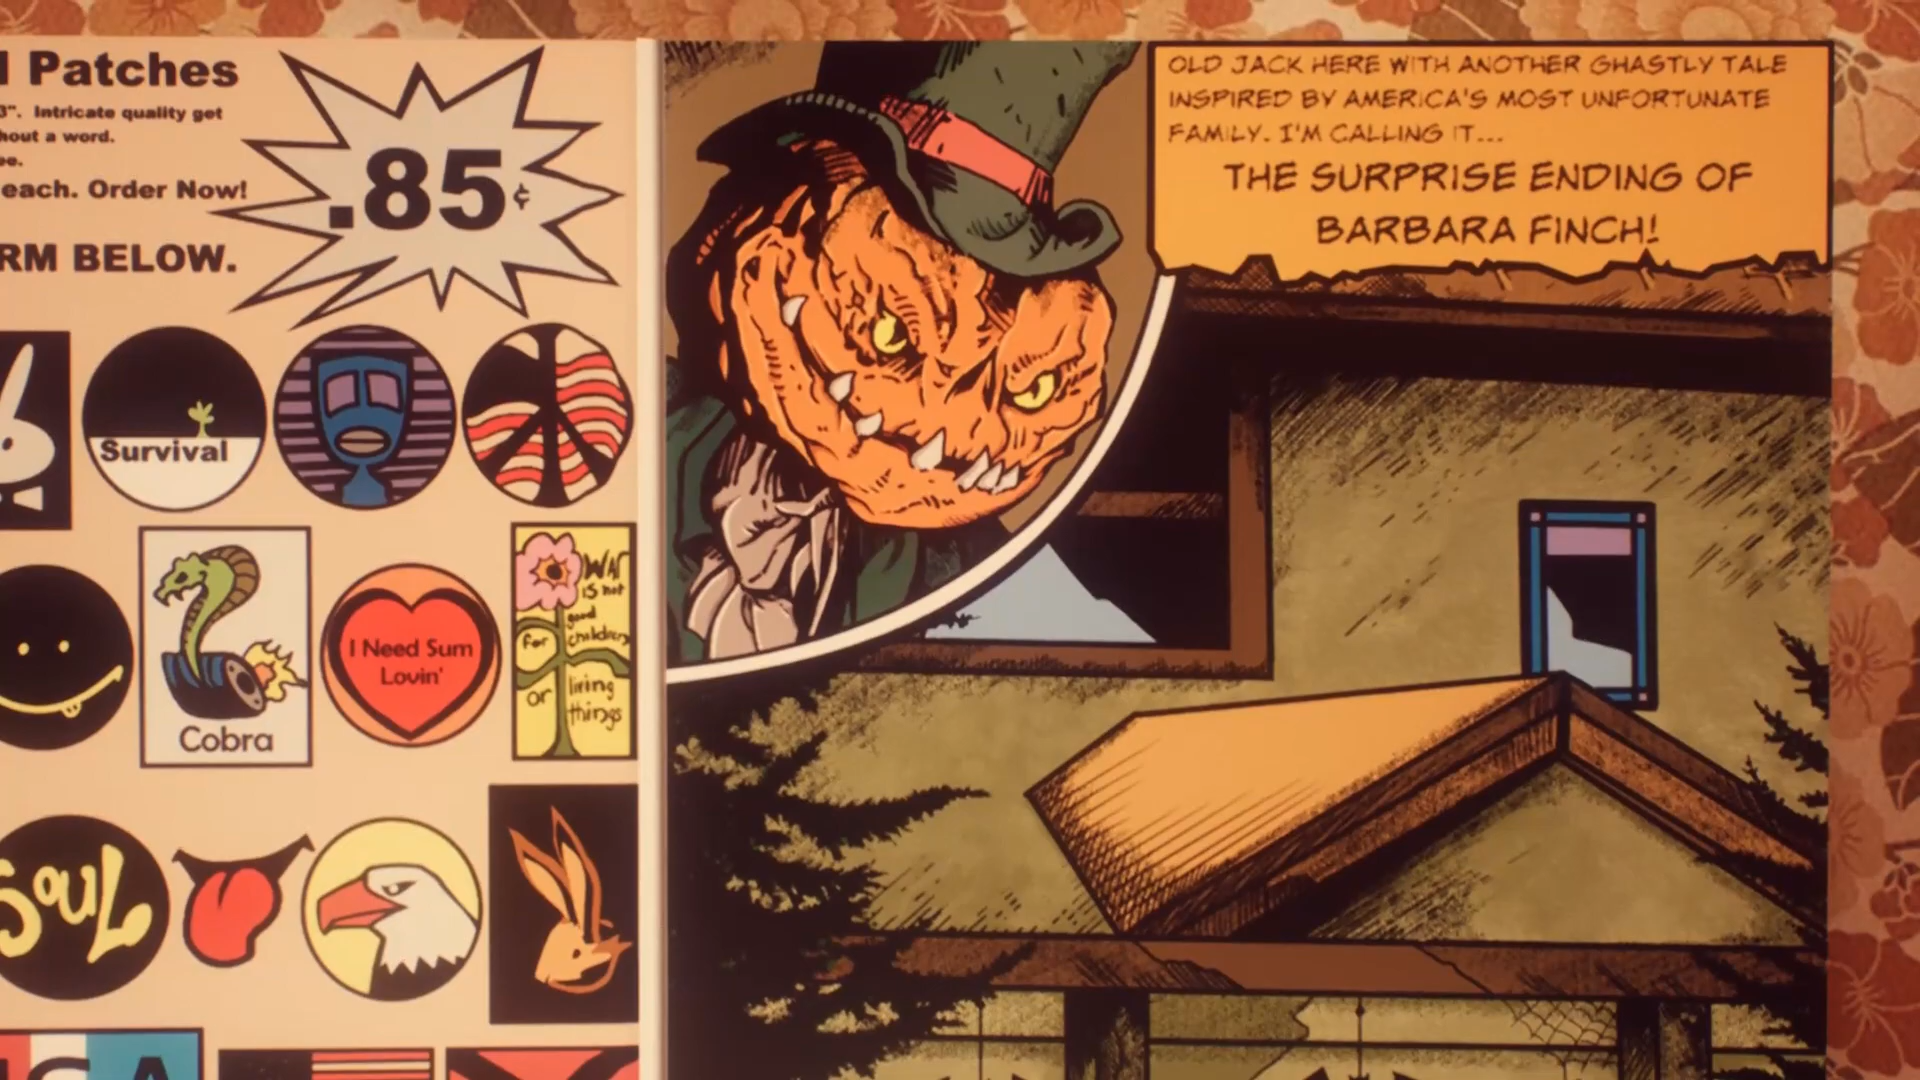 Patches
3". Intricate quality get
hout a word.
ee.
each. Order Now!
RM BELOW.
.85¢
Survival
Cobra
I Need Sum
Lovin'
WAR
is not
good
for children
or living
things
SOUL
OLD JACK HERE WITH ANOTHER GHASTLY TALE
INSPIRED BY AMERICA'S MOST UNFORTUNATE
FAMILY. I'M CALLING IT...
THE SURPRISE ENDING OF
BARBARA FINCH!